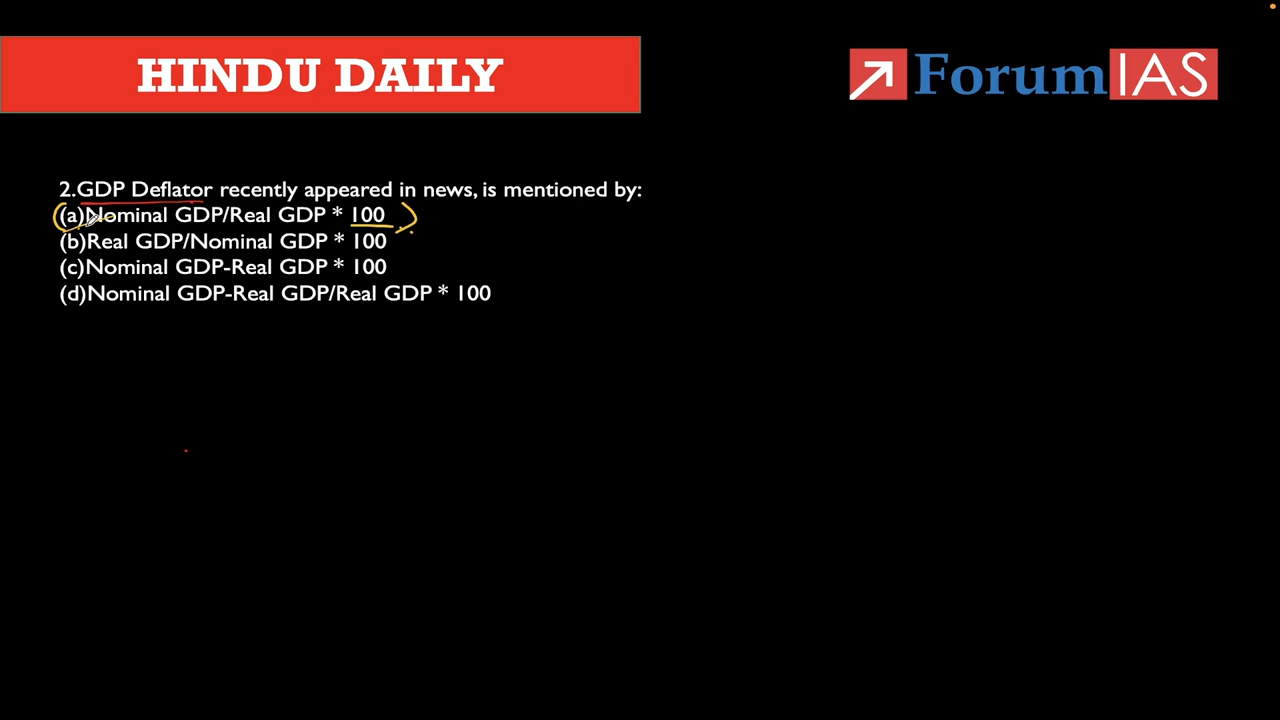 HINDU DAILY
ForumIAS
2.GDP Deflator recently appeared in news, is mentioned by:
(a)Nominal GDP/Real GDP * 100
(b)Real GDP/Nominal GDP * 100
(c)Nominal GDP-Real GDP * 100
(d)Nominal GDP-Real GDP/Real GDP * 100